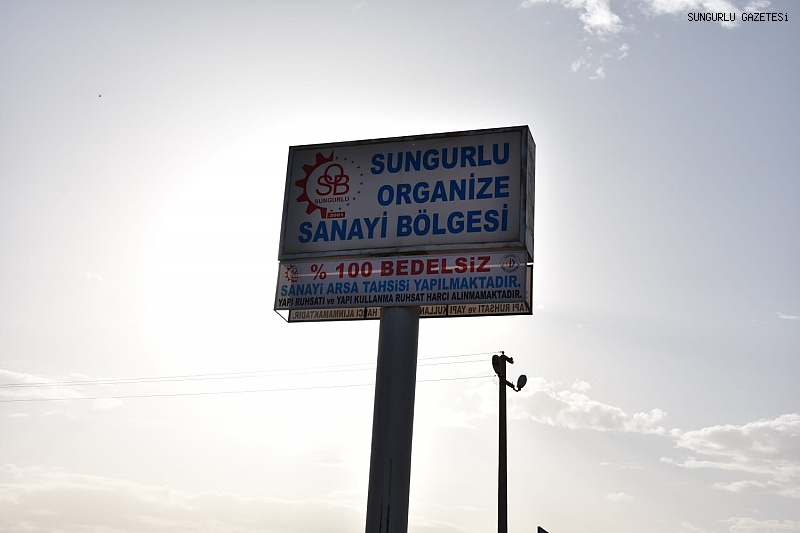 SUNGURLU GAZETESİ
SUNGURLU
ORGANİZE
SANAYİ BÖLGESİ
OSB
SUNGURLU
% 100 BEDELSİZ
SANAYİ ARSA TAHSİSİ YAPILMAKTADIR.
YAPI RUHSATI ve YAPI KULLANMA RUHSAT HARCI ALINMAMAKTADIR.